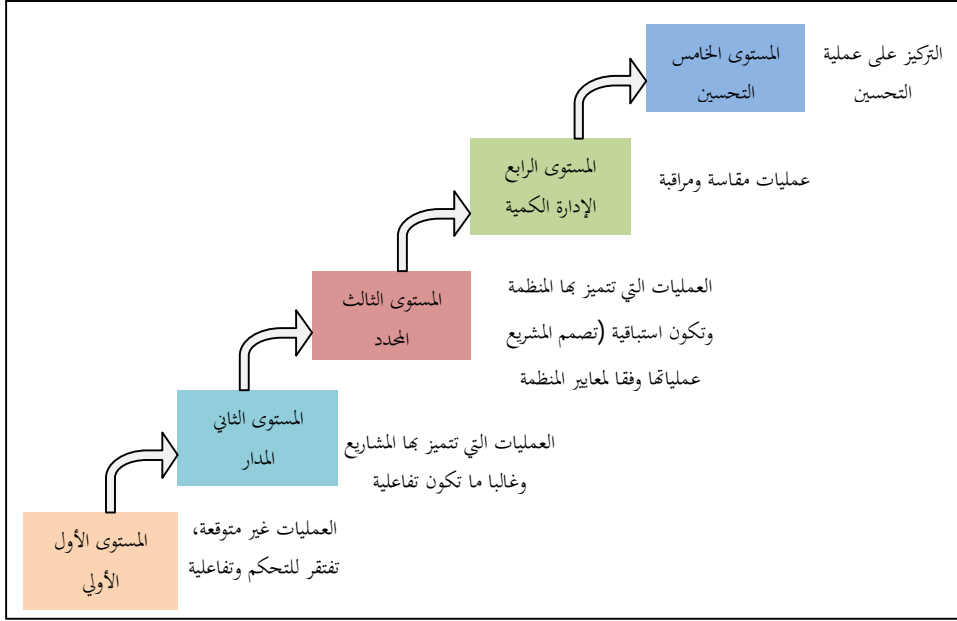 المستوى الخامس
التحسين
التركيز على عملية
التحسين
المستوى الرابع
الإدارة الكمية
عمليات مقاسة ومراقبة
المستوى الثالث
المحدد
العمليات التي تتميز بها المنظمة
وتكون استباقية (تصمم المشريع
عملياتها وفقا لمعايير المنظمة
المستوى الثاني
المدار
العمليات التي تتميز بها المشاريع
وغالبا ما تكون تفاعلية
المستوى الأول
الأولي
العمليات غير متوقعة،
تفتقر للتحكم وتفاعلية